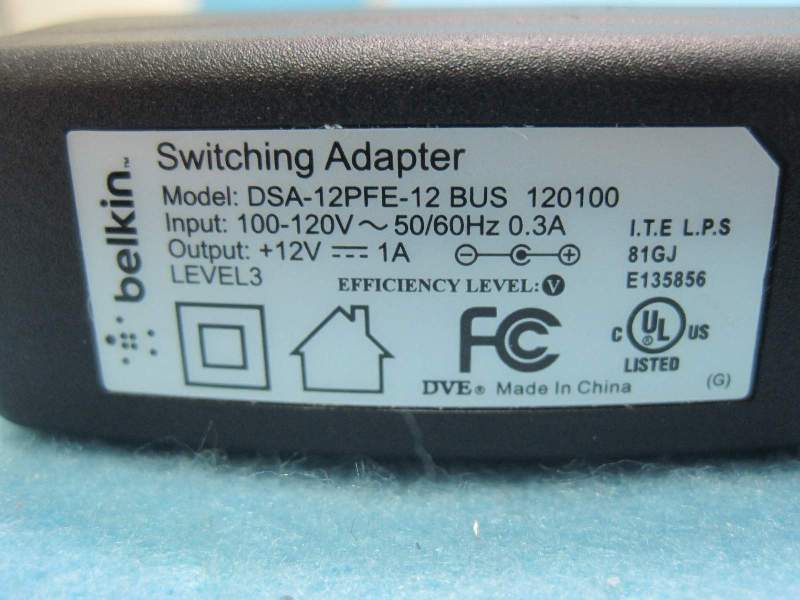 belkin™
Switching Adapter
Model: DSA-12PFE-12 BUS 120100
Input: 100-120V～50/60Hz 0.3A
Output: +12V ⎓ 1A
LEVEL3
EFFICIENCY LEVEL: V
I.T.E L.P.S
81GJ
E135856
FC
C UL ® US
LISTED
DVE® Made In China
(G)